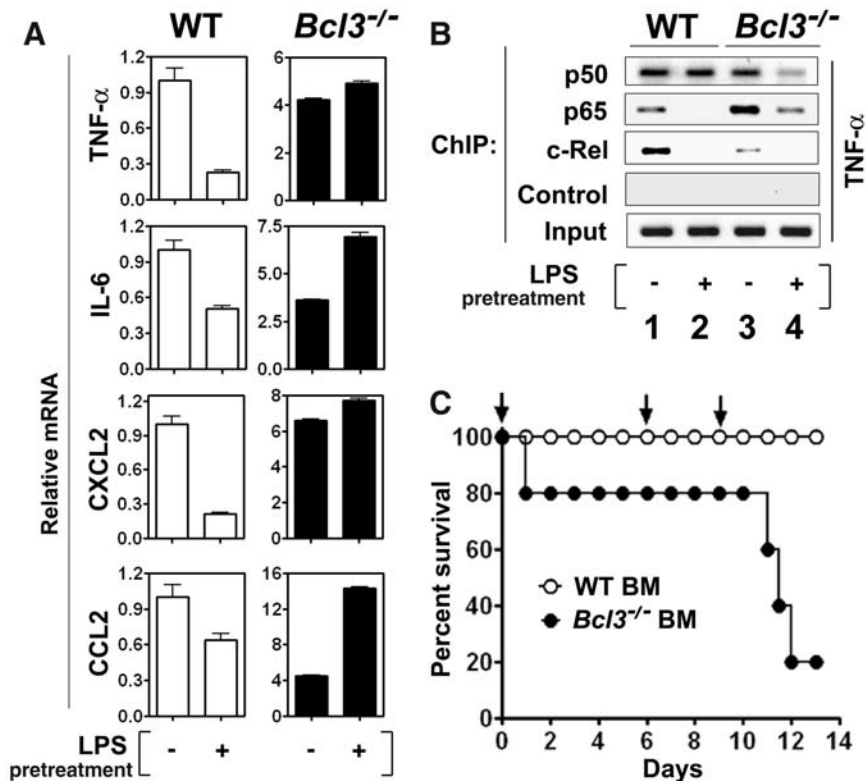 A
WT
Bcl3-/-
Relative mRNA
TNF-α
1.2
0.9
0.6
0.3
0.0
6
4
2
0
IL-6
1.2
0.9
0.6
0.3
0.0
7.5
5.0
2.5
0.0
CXCL2
1.2
0.9
0.6
0.3
0.0
8
6
4
2
0
CCL2
1.2
0.9
0.6
0.3
0.0
16
12
8
4
0
LPS
pretreatment
- +
- +
B
WT
Bcl3-/-
ChIP:
p50
p65
c-Rel
Control
Input
TNF-α
LPS
pretreatment
- + - +
1 2 3 4
C
Percent survival
100
80
60
40
20
0
WT BM
Bcl3-/- BM
0 2 4 6 8 10 12 14
Days